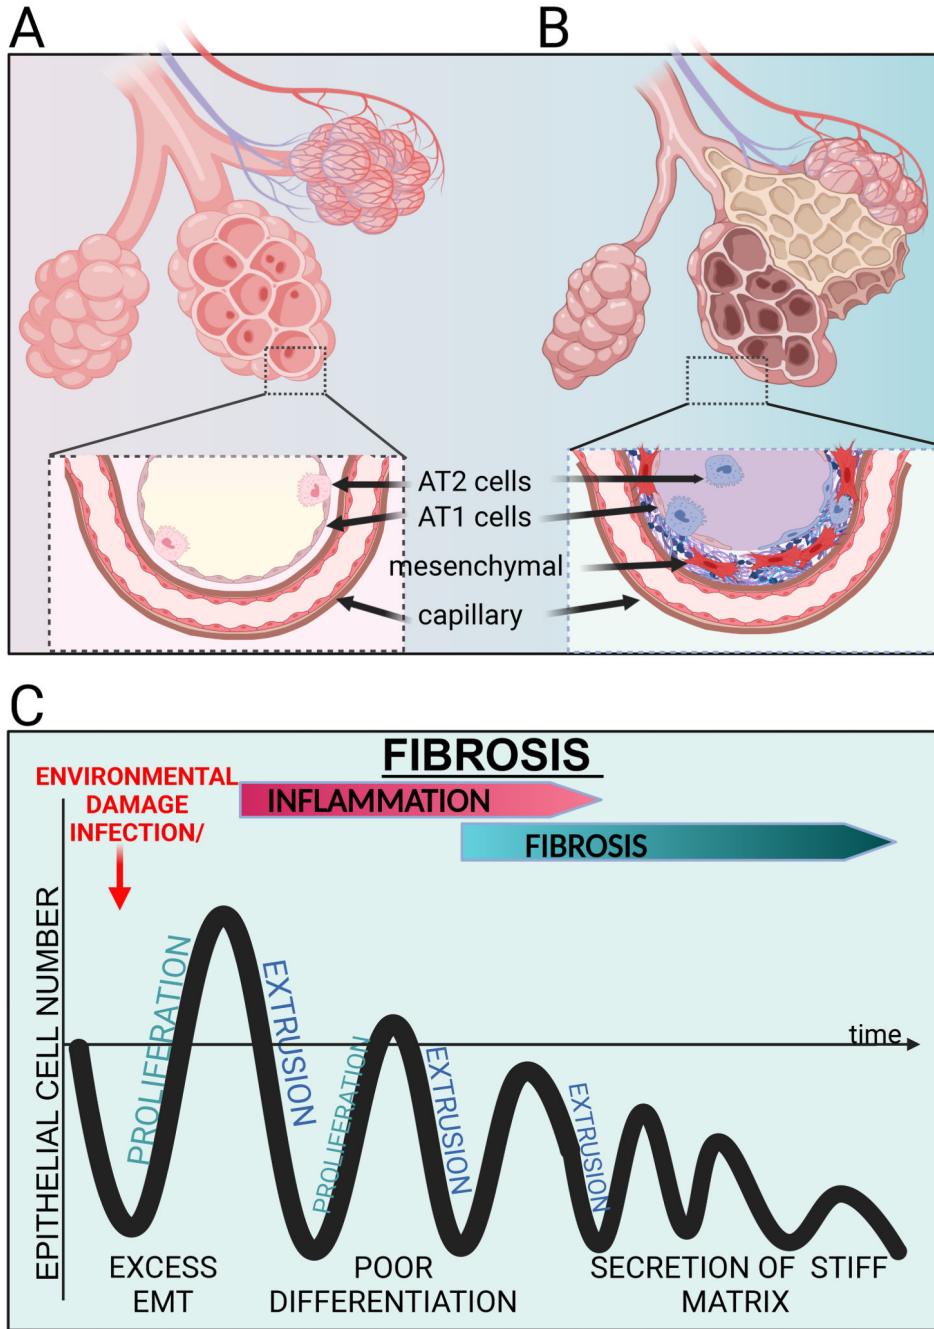 A
B
AT2 cells
AT1 cells
mesenchymal
capillary
C
FIBROSIS
ENVIRONMENTAL
DAMAGE
INFECTION/
INFLAMMATION
FIBROSIS
EPITHELIAL CELL NUMBER
PROLIFERATION
EXTRUSION
PROLIFERATION
EXTRUSION
EXTRUSION
time
EXCESS
EMT
POOR
DIFFERENTIATION
SECRETION OF STIFF
MATRIX